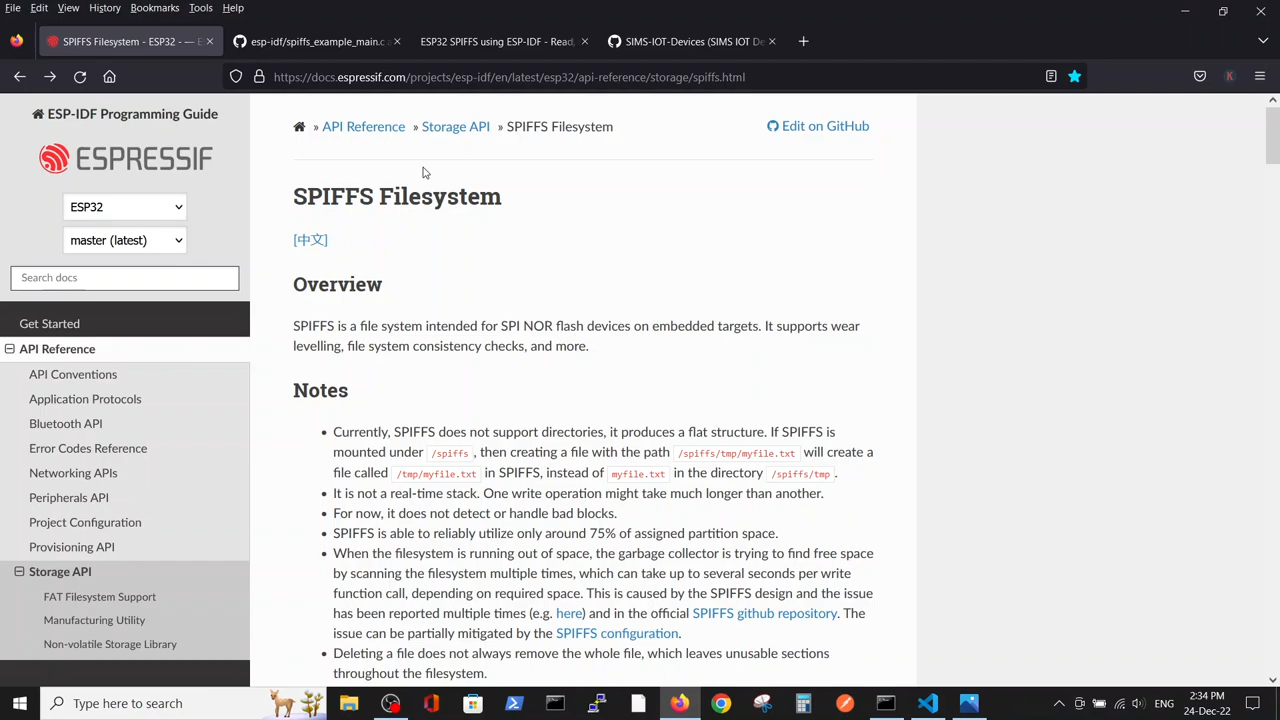 File Edit View History Bookmarks Tools Help
SPIFFS Filesystem - ESP32 - — E
esp-idf/spiffs_example_main.c a
ESP32 SPIFFS using ESP-IDF - Read,
SIMS-IOT-Devices (SIMS IOT De
https://docs.espressif.com/projects/esp-idf/en/latest/esp32/api-reference/storage/spiffs.html
K
ESP-IDF Programming Guide
ESPRESSIF
ESP32
master (latest)
Search docs
Get Started
API Reference
API Conventions
Application Protocols
Bluetooth API
Error Codes Reference
Networking APIs
Peripherals API
Project Configuration
Provisioning API
Storage API
FAT Filesystem Support
Manufacturing Utility
Non-volatile Storage Library
» API Reference » Storage API » SPIFFS Filesystem
Edit on GitHub
SPIFFS Filesystem
[中文]
Overview
SPIFFS is a file system intended for SPI NOR flash devices on embedded targets. It supports wear
levelling, file system consistency checks, and more.
Notes
• Currently, SPIFFS does not support directories, it produces a flat structure. If SPIFFS is
mounted under /spiffs , then creating a file with the path /spiffs/tmp/myfile.txt will create a
file called /tmp/myfile.txt in SPIFFS, instead of myfile.txt in the directory /spiffs/tmp .
• It is not a real-time stack. One write operation might take much longer than another.
• For now, it does not detect or handle bad blocks.
• SPIFFS is able to reliably utilize only around 75% of assigned partition space.
• When the filesystem is running out of space, the garbage collector is trying to find free space
by scanning the filesystem multiple times, which can take up to several seconds per write
function call, depending on required space. This is caused by the SPIFFS design and the issue
has been reported multiple times (e.g. here) and in the official SPIFFS github repository. The
issue can be partially mitigated by the SPIFFS configuration.
• Deleting a file does not always remove the whole file, which leaves unusable sections
throughout the filesystem.
Type here to search
ENG
2:34 PM
24-Dec-22